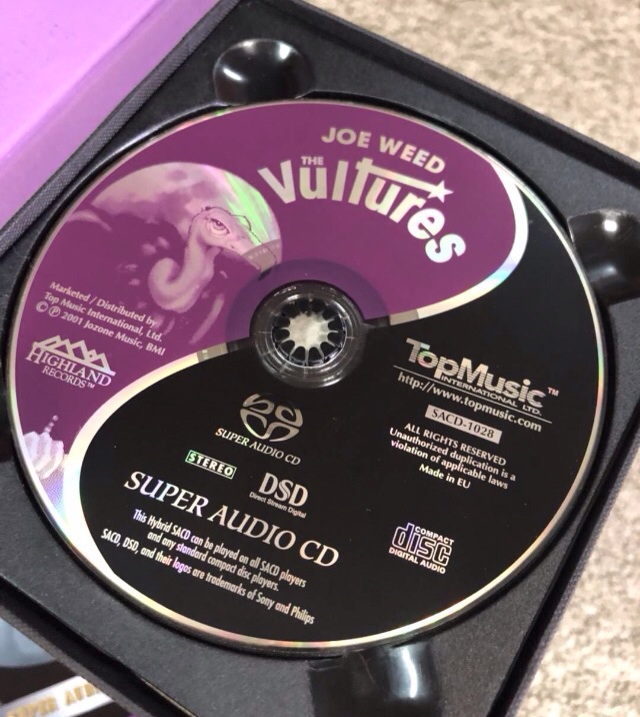 JOE WEED
THE
Vultures
Marketed / Distributed by
Top Music International, Ltd.
© ℗ 2001 Jozone Music, BMI
HIGHLAND
RECORDS™
TopMusic™
INTERNATIONAL LTD.
http://www.topmusic.com
SACD-1028
ALL RIGHTS RESERVED
Unauthorized duplication is a
violation of applicable laws
Made in EU
SUPER AUDIO CD
STEREO
DSD
Direct Stream Digital
SUPER AUDIO CD
This Hybrid SACD can be played on all SACD players
and any standard compact disc players.
SACD, DSD, and their logos are trademarks of Sony and Philips
COMPACT
disc
DIGITAL AUDIO